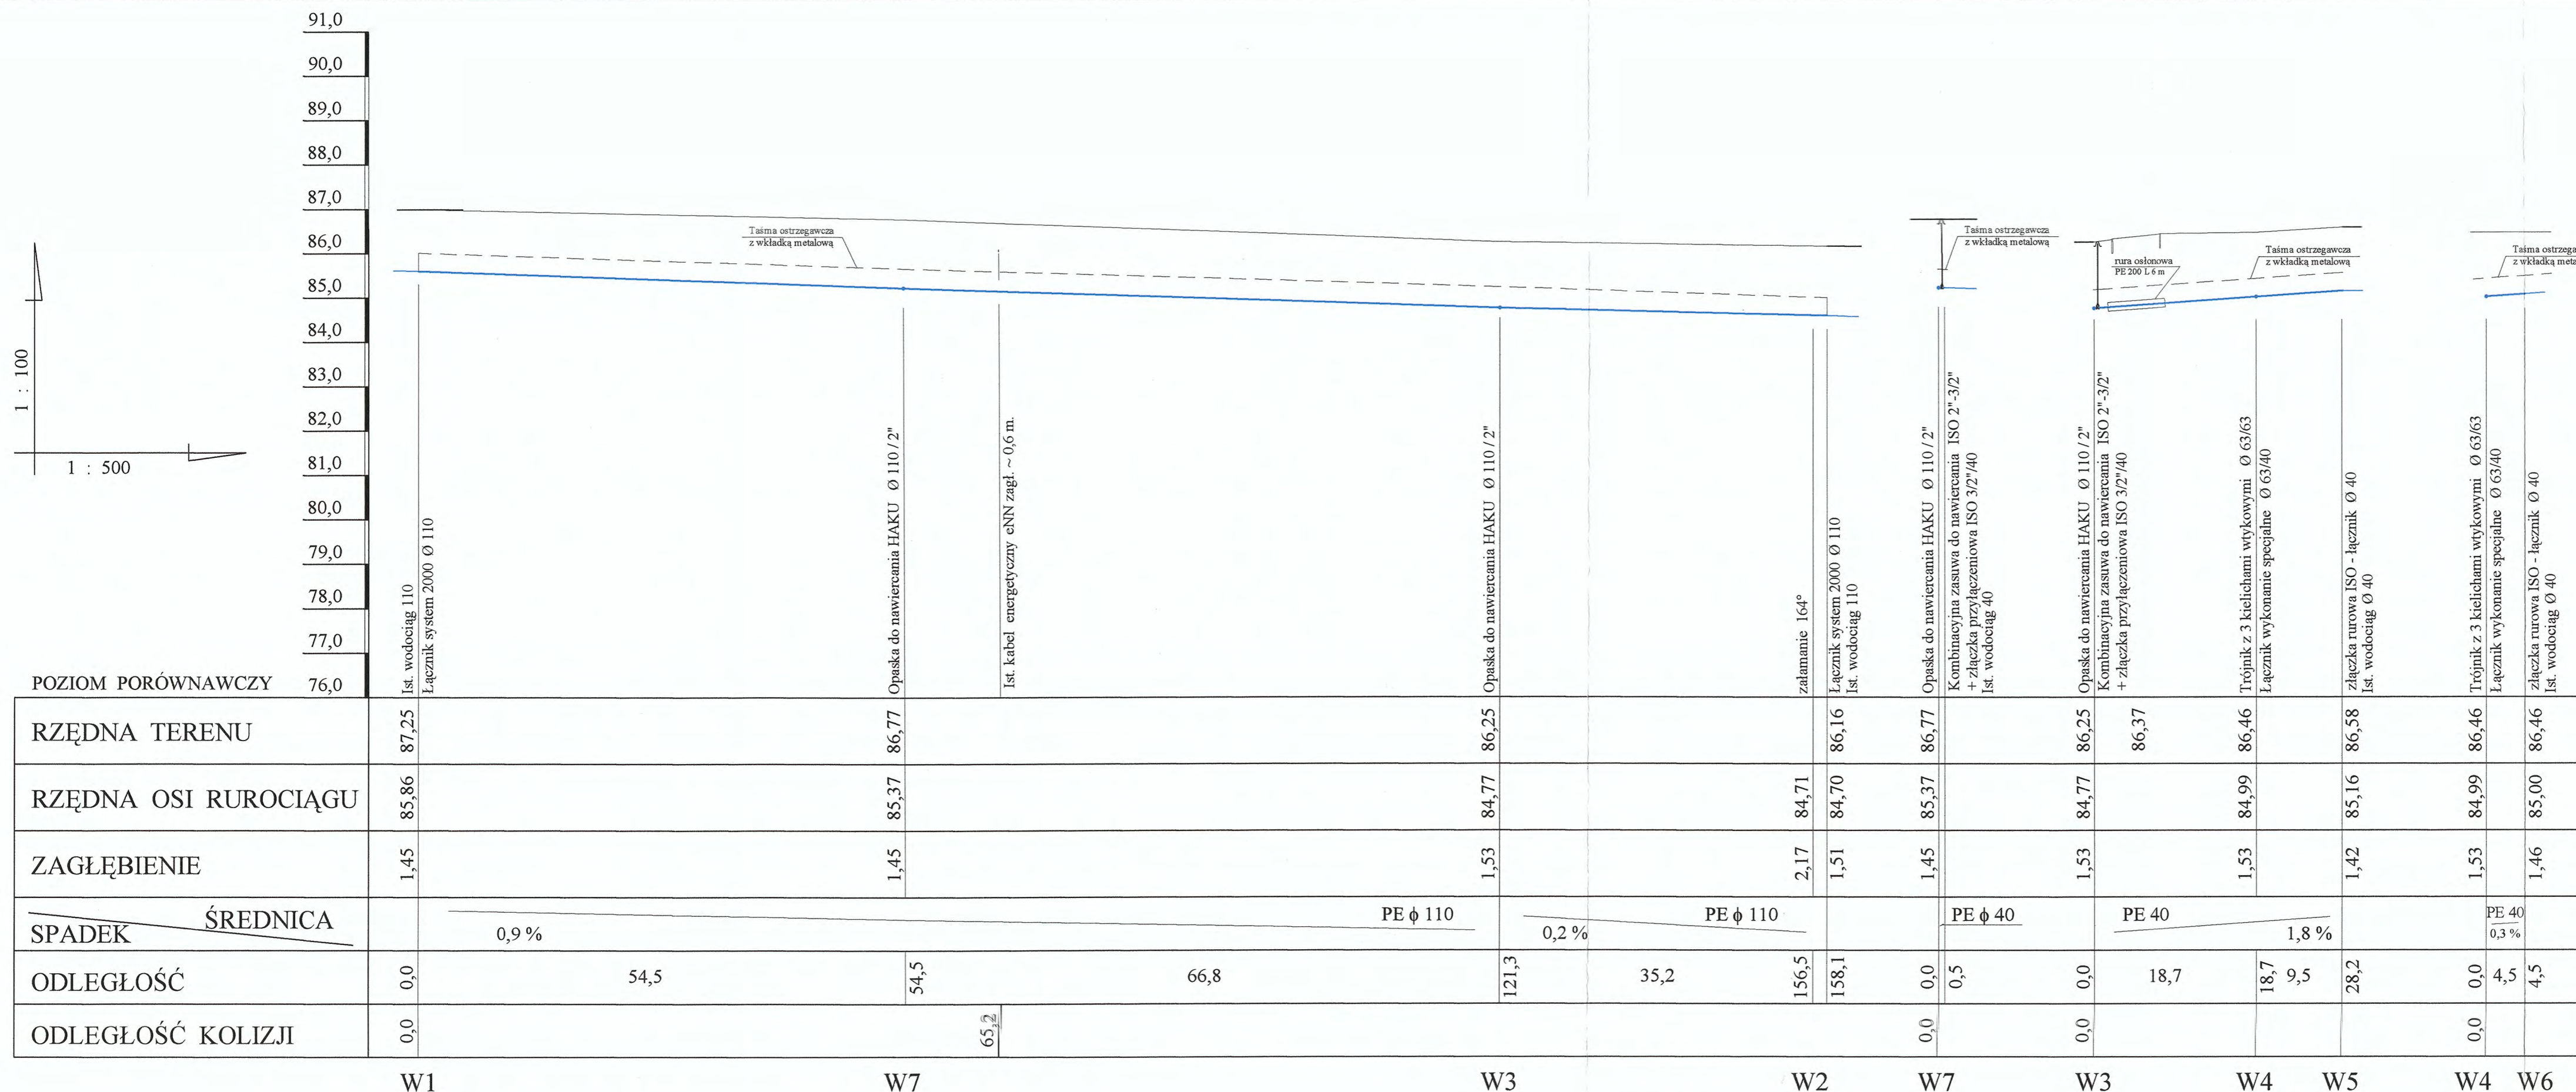 91,0
90,0
89,0
88,0
87,0
86,0
85,0
84,0
83,0
82,0
81,0
80,0
79,0
78,0
77,0
76,0
1 : 100
1 : 500
POZIOM PORÓWNAWCZY
Taśma ostrzegawcza
z wkładką metalową
Taśma ostrzegawcza
z wkładką metalową
rura osłonowa
PE 200 L 6 m
Taśma ostrzegawcza
z wkładką metalową
Taśma ostrzega
z wkładką meta
Ist. wodociąg 110
Łącznik system 2000 Ø 110
Opaska do nawiercania HAKU Ø 110 / 2"
Ist. kabel energetyczny eNN zagł. ~ 0,6 m.
Opaska do nawiercania HAKU Ø 110 / 2"
załamanie 164°
Łącznik system 2000 Ø 110
Ist. wodociąg 110
Opaska do nawiercania HAKU Ø 110 / 2"
Kombinacyjna zasuwa do nawiercania ISO 2"-3/2"
+ złączka przyłączeniowa ISO 3/2"/40
Ist. wodociąg 40
Opaska do nawiercania HAKU Ø 110 / 2"
Kombinacyjna zasuwa do nawiercania ISO 2"-3/2"
+ złączka przyłączeniowa ISO 3/2"/40
Trójnik z 3 kielichami wtykowymi Ø 63/63
Łącznik wykonanie specjalne Ø 63/40
złączka rurowa ISO - łącznik Ø 40
Ist. wodociąg Ø 40
Trójnik z 3 kielichami wtykowymi Ø 63/63
Łącznik wykonanie specjalne Ø 63/40
złączka rurowa ISO - łącznik Ø 40
Ist. wodociąg Ø 40
RZĘDNA TERENU
87,25 86,77 86,25 86,16 86,77 86,25 86,37 86,46 86,58 86,46 86,46
RZĘDNA OSI RUROCIĄGU
85,86 85,37 84,77 84,71 84,70 85,37 84,77 84,99 85,16 84,99 85,00
ZAGŁĘBIENIE
1,45 1,45 1,53 2,17 1,51 1,45 1,53 1,53 1,42 1,53 1,46
ŚREDNICA
SPADEK
PE ϕ 110 PE ϕ 110 PE ϕ 40 PE 40 PE 40
0,9 % 0,2 % 1,8 % 0,3 %
ODLEGŁOŚĆ
0,0 54,5 54,5 66,8 121,3 35,2 156,5 158,1 0,0 0,5 0,0 18,7 18,7 9,5 28,2 0,0 4,5 4,5
ODLEGŁOŚĆ KOLIZJI
0,0 65,2 0,0 0,0 0,0
W1 W7 W3 W2 W7 W3 W4 W5 W4 W6